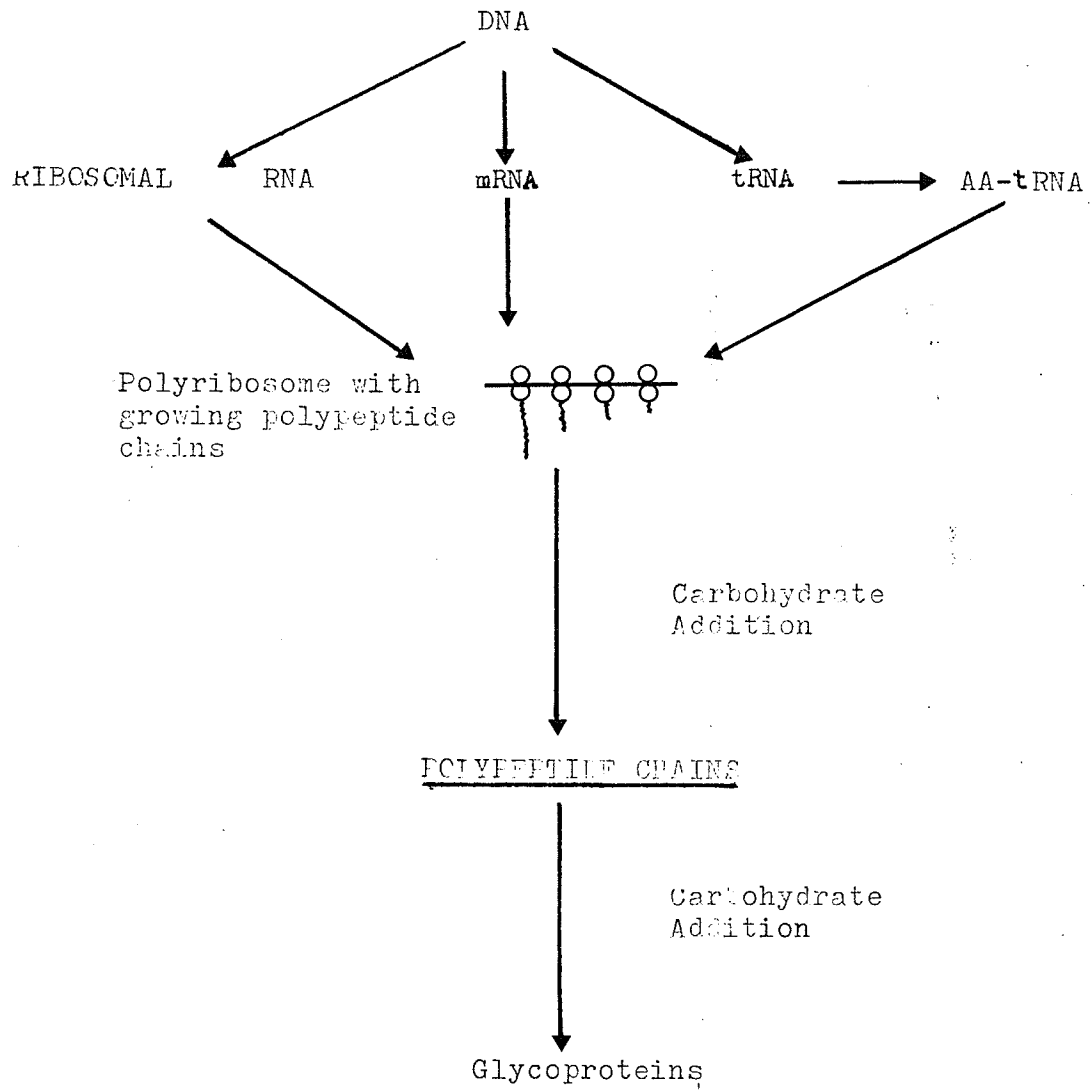 DNA
RIBOSOMAL RNA mRNA tRNA AA-tRNA
Polyribosome with
growing polypeptide
chains
Carbohydrate
Addition
POLYPEPTIDE CHAINS
Carbohydrate
Addition
Glycoproteins